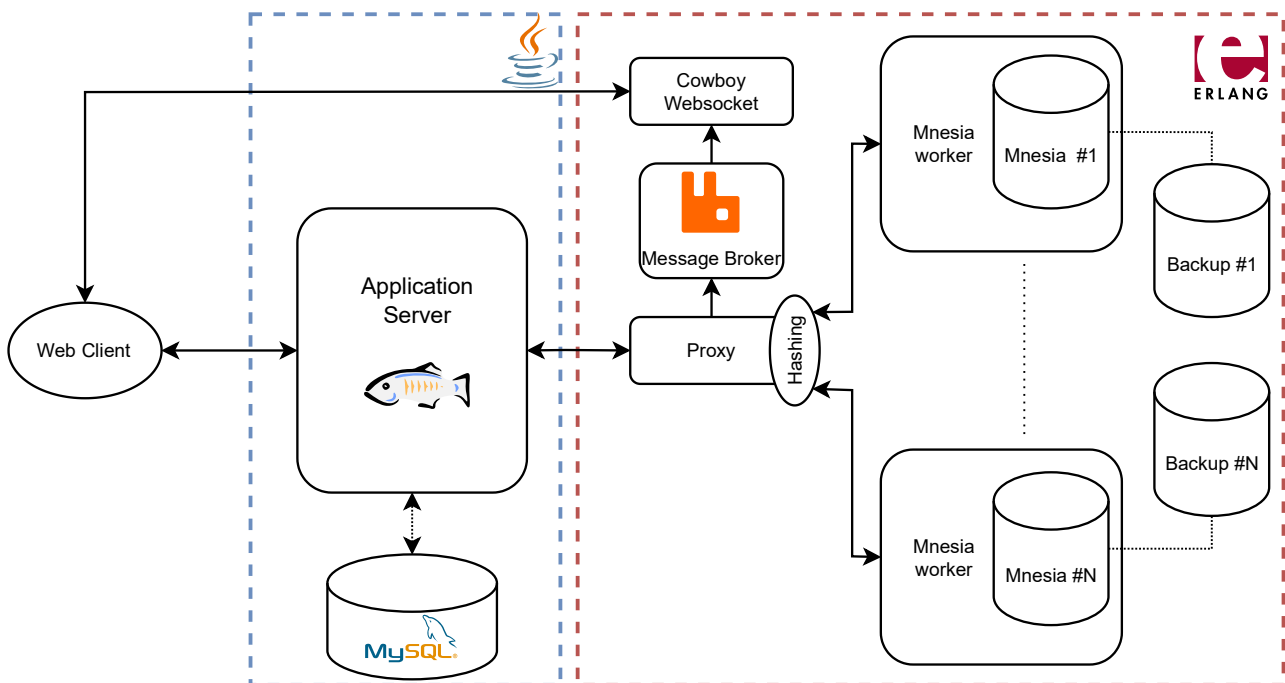 ERLANG
Cowboy
Websocket
Mnesia
worker
Mnesia #1
Message Broker
Backup #1
Application
Server
Web Client
Proxy
Hashing
Backup #N
Mnesia
worker
Mnesia #N
MySQL®